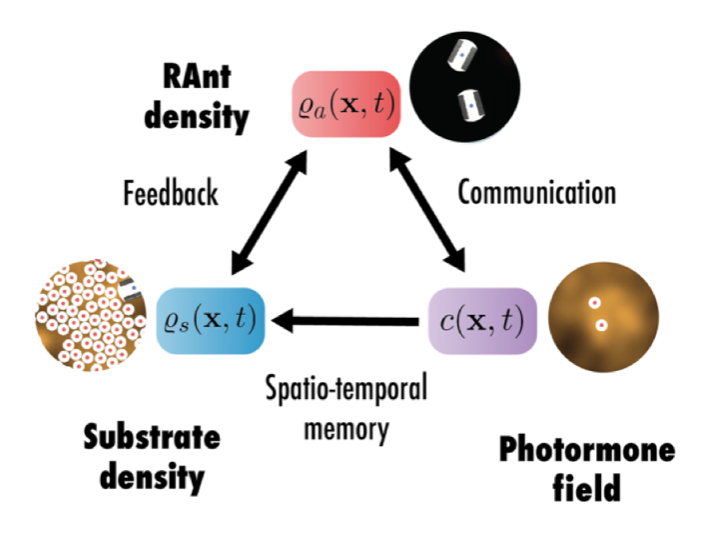 RAnt
density
ϱₐ(x, t)
Feedback
Communication
ϱₛ(x, t)
c(x, t)
Spatio-temporal
memory
Substrate
density
Photormone
field